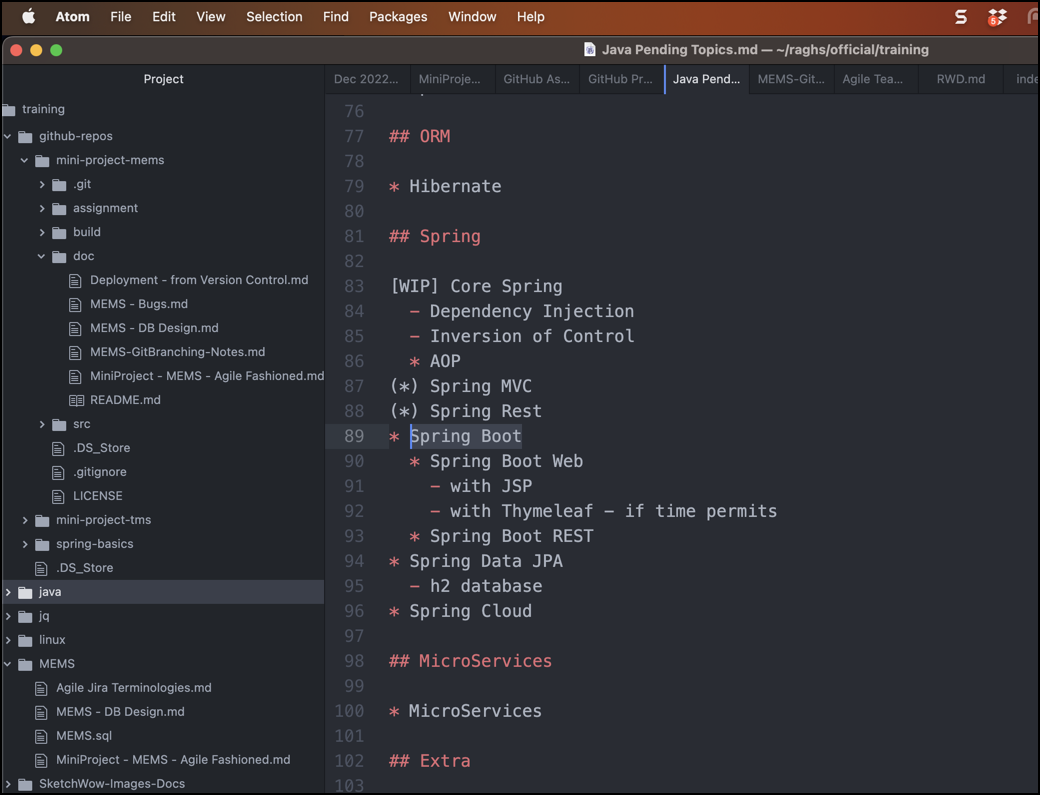 Atom File Edit View Selection Find Packages Window Help S 5
Java Pending Topics.md — ~/raghs/official/training
Project
Dec 2022... MiniProje... GitHub As... GitHub Pr... Java Pend... MEMS-Git... Agile Tea... RWD.md inde
training
github-repos
mini-project-mems
.git
assignment
build
doc
Deployment - from Version Control.md
MEMS - Bugs.md
MEMS - DB Design.md
MEMS-GitBranching-Notes.md
MiniProject - MEMS - Agile Fashioned.md
README.md
src
.DS_Store
.gitignore
LICENSE
mini-project-tms
spring-basics
.DS_Store
java
jq
linux
MEMS
Agile Jira Terminologies.md
MEMS - DB Design.md
MEMS.sql
MiniProject - MEMS - Agile Fashioned.md
SketchWow-Images-Docs
76
77 ## ORM
78
79 * Hibernate
80
81 ## Spring
82
83 [WIP] Core Spring
84 - Dependency Injection
85 - Inversion of Control
86 * AOP
87 (*) Spring MVC
88 (*) Spring Rest
89 * Spring Boot
90 * Spring Boot Web
91 - with JSP
92 - with Thymeleaf - if time permits
93 * Spring Boot REST
94 * Spring Data JPA
95 - h2 database
96 * Spring Cloud
97
98 ## MicroServices
99
100 * MicroServices
101
102 ## Extra
103